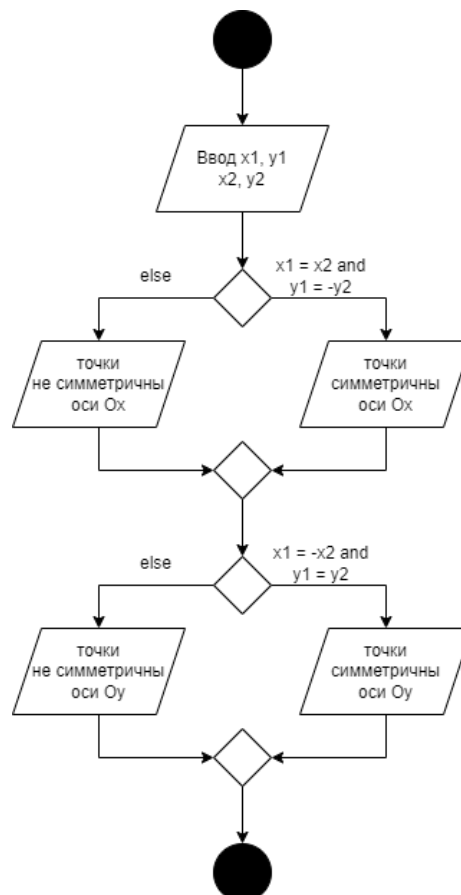 Ввод x1, y1
x2, y2
else
x1 = x2 and
y1 = -y2
точки
не симметричны
оси Ox
точки
симметричны
оси Ox
else
x1 = -x2 and
y1 = y2
точки
не симметричны
оси Oy
точки
симметричны
оси Oy